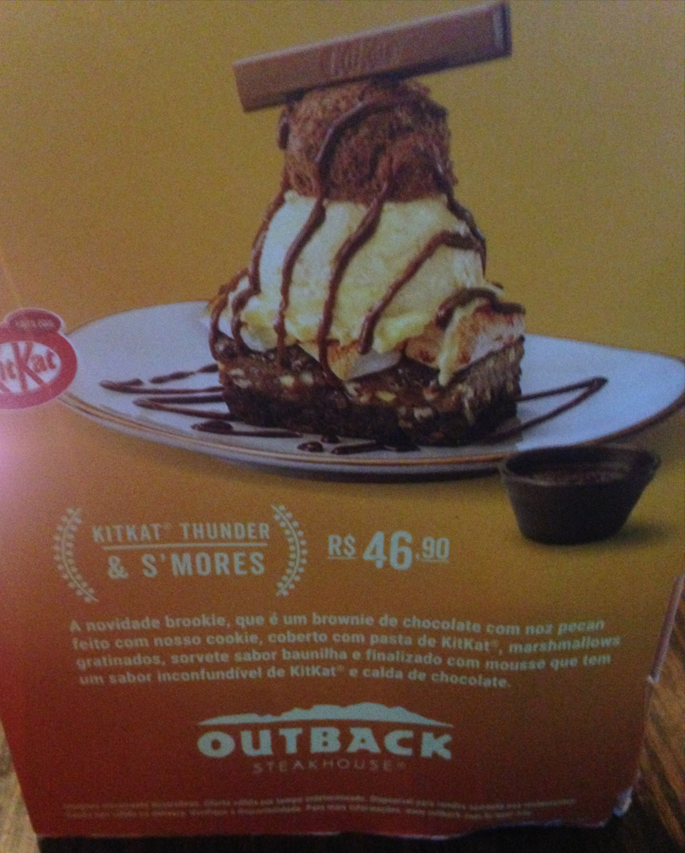 KitKat
KitKat
KITKAT® THUNDER
& S'MORES
R$ 46,90
A novidade brookie, que é um brownie de chocolate com noz pecan
feito com nosso cookie, coberto com pasta de KitKat®, marshmallows
gratinados, sorvete sabor baunilha e finalizado com mousse que tem
um sabor inconfundível de KitKat® e calda de chocolate.
OUTBACK
STEAKHOUSE®